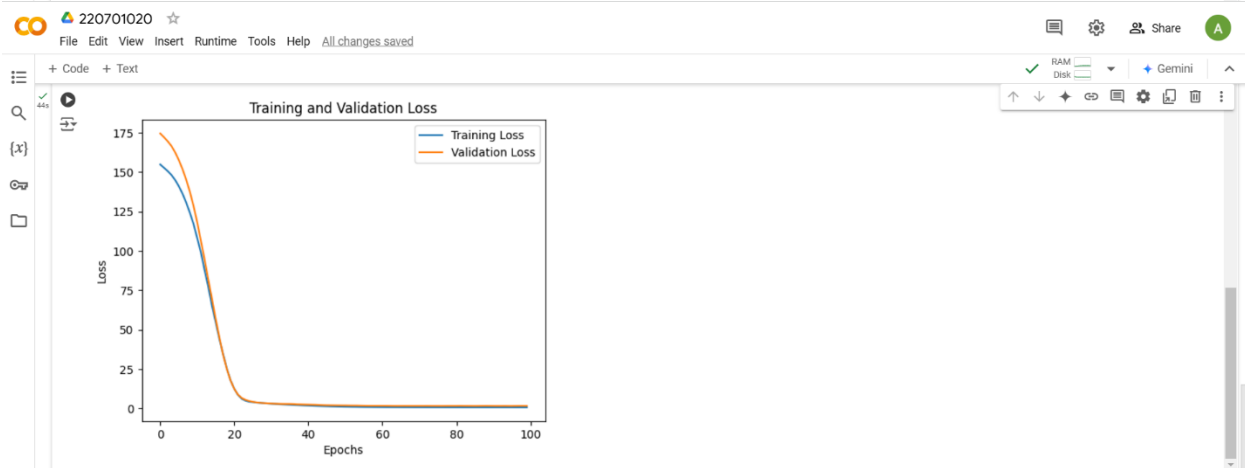 220701020
File Edit View Insert Runtime Tools Help All changes saved
Share
A
+ Code + Text
RAM
Disk
Gemini
{x}
44s
Training and Validation Loss
Training Loss
Validation Loss
175
150
125
100
75
50
25
0
Loss
0 20 40 60 80 100
Epochs